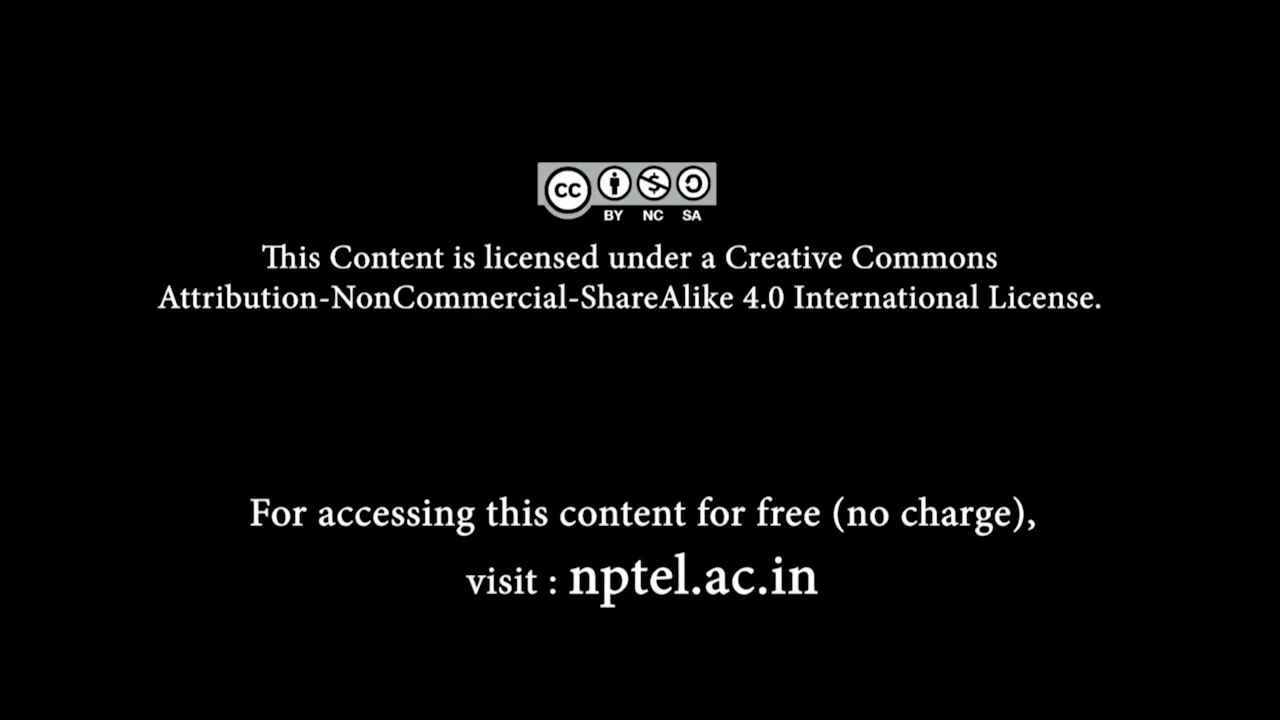 CC BY NC SA
This Content is licensed under a Creative Commons
Attribution-NonCommercial-ShareAlike 4.0 International License.
For accessing this content for free (no charge),
visit : nptel.ac.in